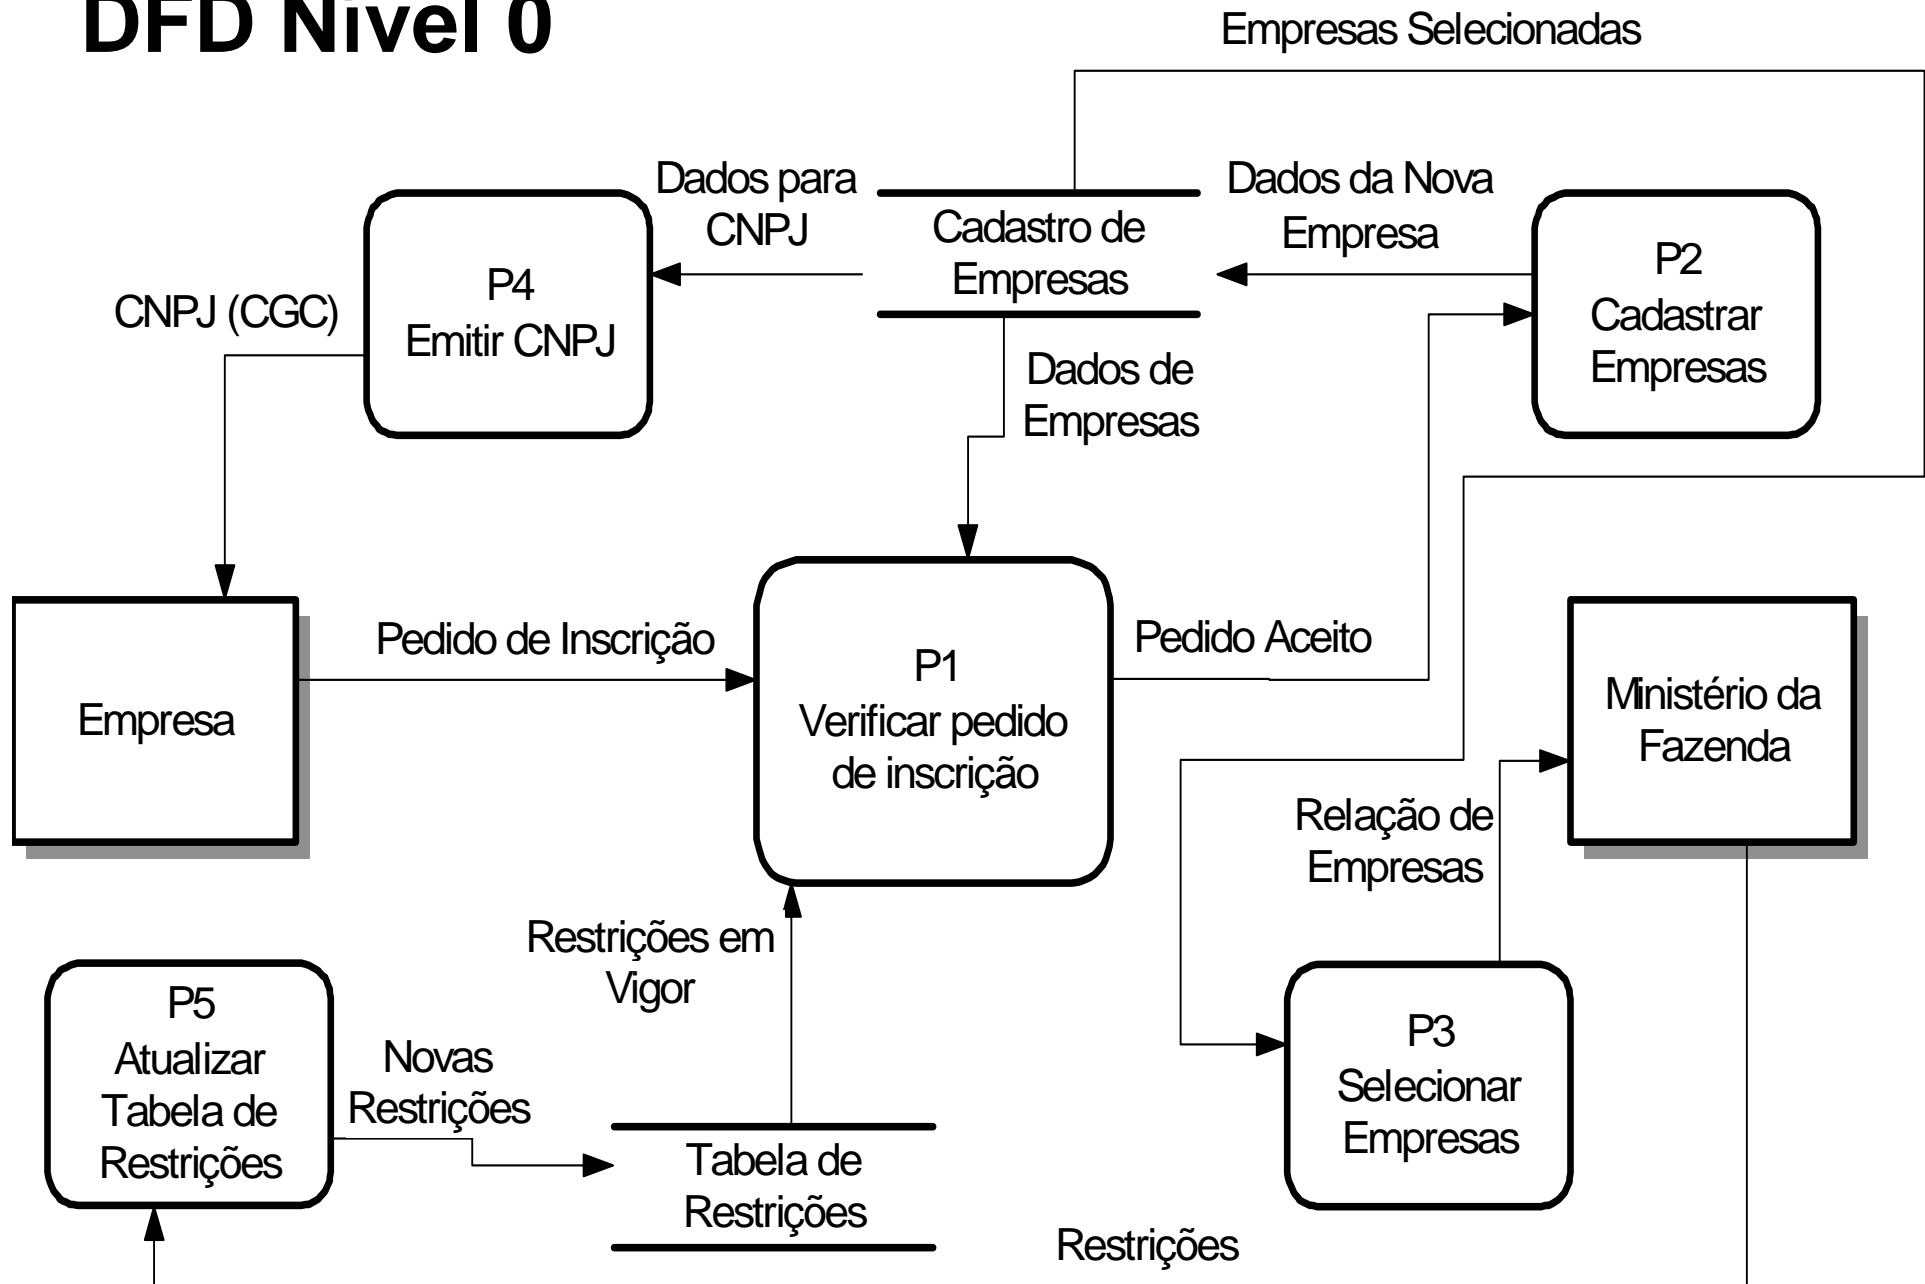 DFD Nível 0
Empresas Selecionadas
Dados para
CNPJ
Cadastro de
Empresas
Dados da Nova
Empresa
P2
Cadastrar
Empresas
P4
Emitir CNPJ
CNPJ (CGC)
Dados de
Empresas
Empresa
Pedido de Inscrição
P1
Verificar pedido
de inscrição
Pedido Aceito
Ministério da
Fazenda
Relação de
Empresas
Restrições em
Vigor
P5
Atualizar
Tabela de
Restrições
Novas
Restrições
Tabela de
Restrições
P3
Selecionar
Empresas
Restrições